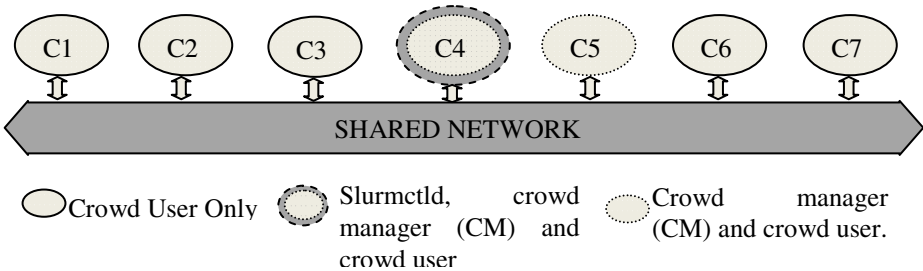 C1 C2 C3 C4 C5 C6 C7
SHARED NETWORK
Crowd User Only
Slurmctld, crowd
manager (CM) and
crowd user
Crowd manager
(CM) and crowd user.